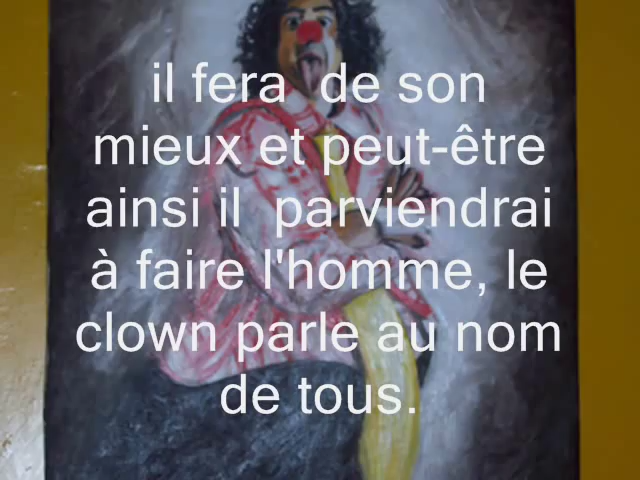 il fera  de son
mieux et peut-être
ainsi il  parviendrai
à faire l'homme, le
clown parle au nom
de tous.